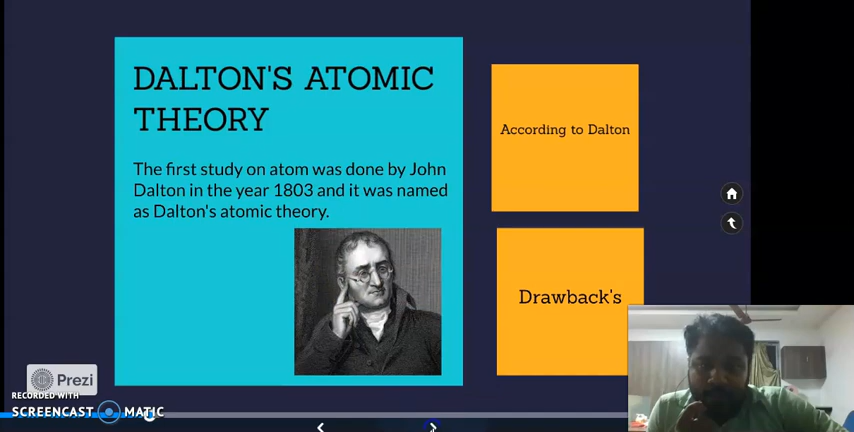 DALTON'S ATOMIC
THEORY
The first study on atom was done by John
Dalton in the year 1803 and it was named
as Dalton's atomic theory.
According to Dalton
Drawback's
Prezi
RECORDED WITH
SCREENCAST MATIC